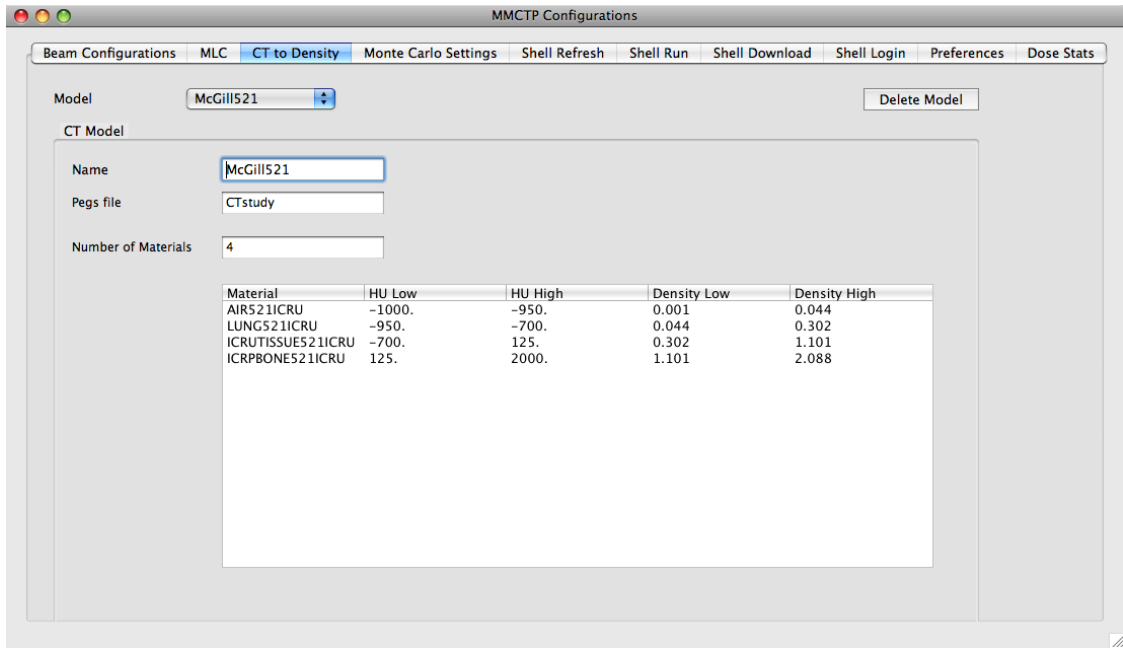 MMCTP Configurations
Beam Configurations MLC CT to Density Monte Carlo Settings Shell Refresh Shell Run Shell Download Shell Login Preferences Dose Stats
Model McGill521 Delete Model
CT Model
Name McGill521
Pegs file CTstudy
Number of Materials 4
Material HU Low HU High Density Low Density High
AIR521ICRU -1000. -950. 0.001 0.044
LUNG521ICRU -950. -700. 0.044 0.302
ICRUTISSUE521ICRU -700. 125. 0.302 1.101
ICRPBONE521ICRU 125. 2000. 1.101 2.088